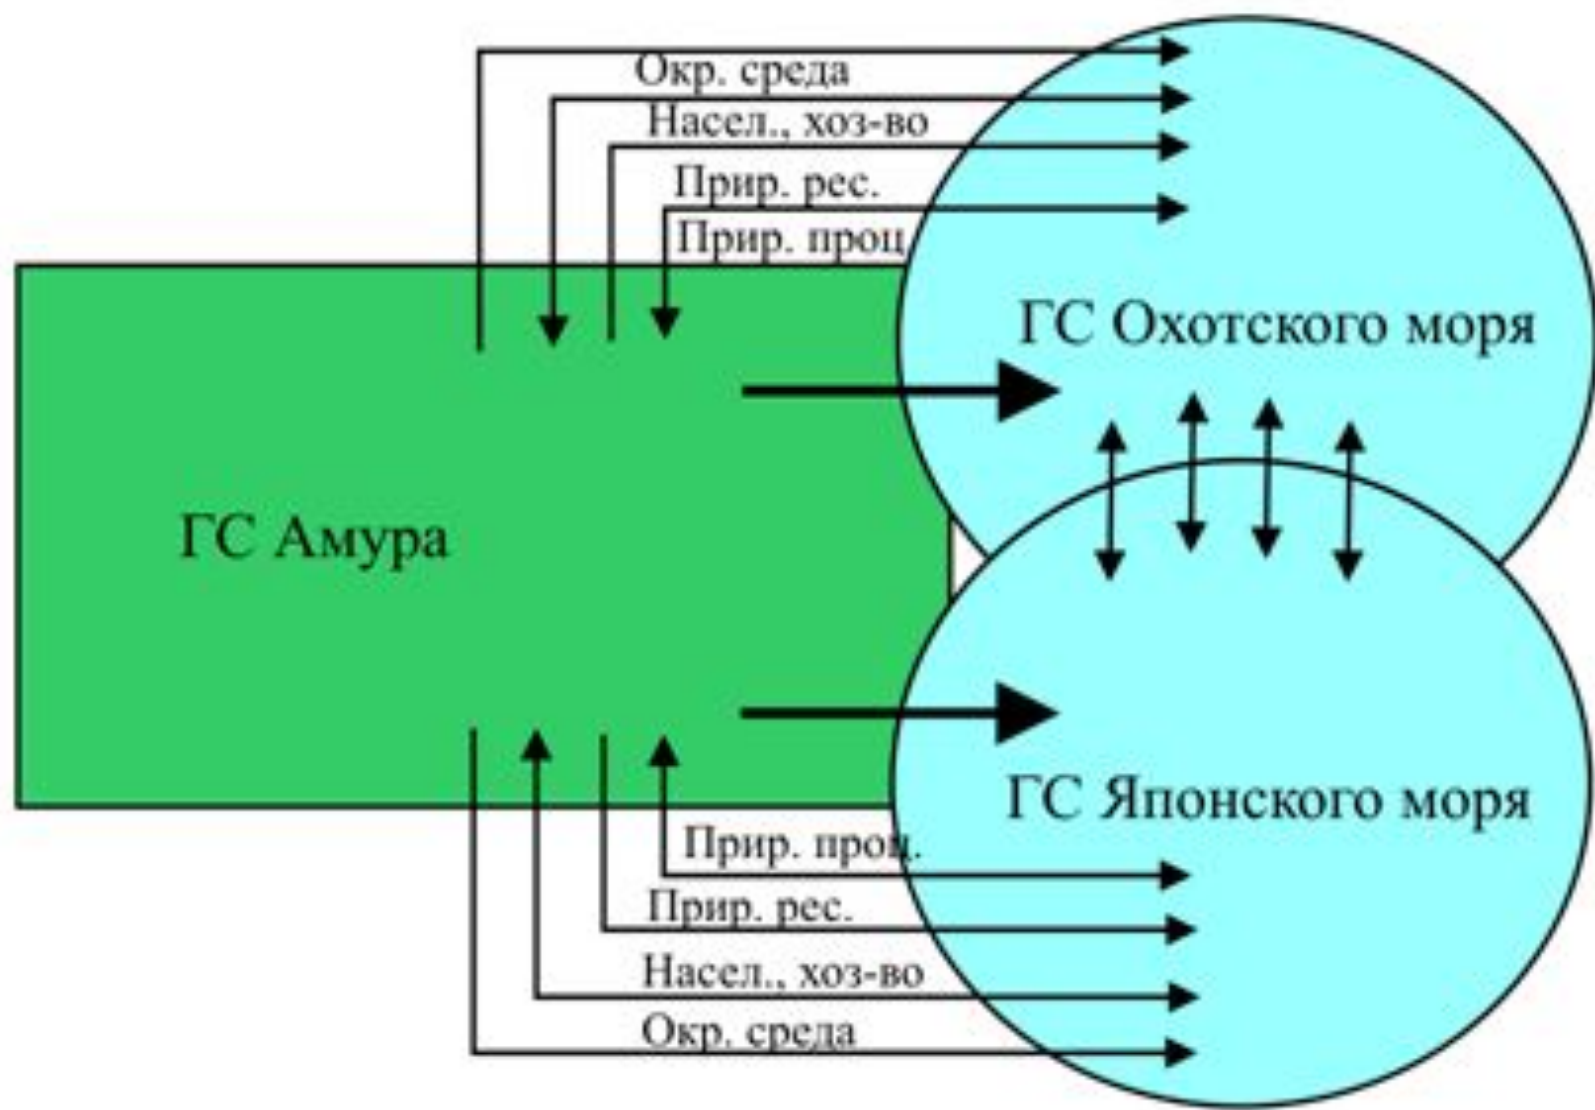 Окр. среда
Насел., хоз-во
Прир. рес.
Прир. проц.
ГС Охотского моря
ГС Амура
ГС Японского моря
Прир. проц.
Прир. рес.
Насел., хоз-во
Окр. среда